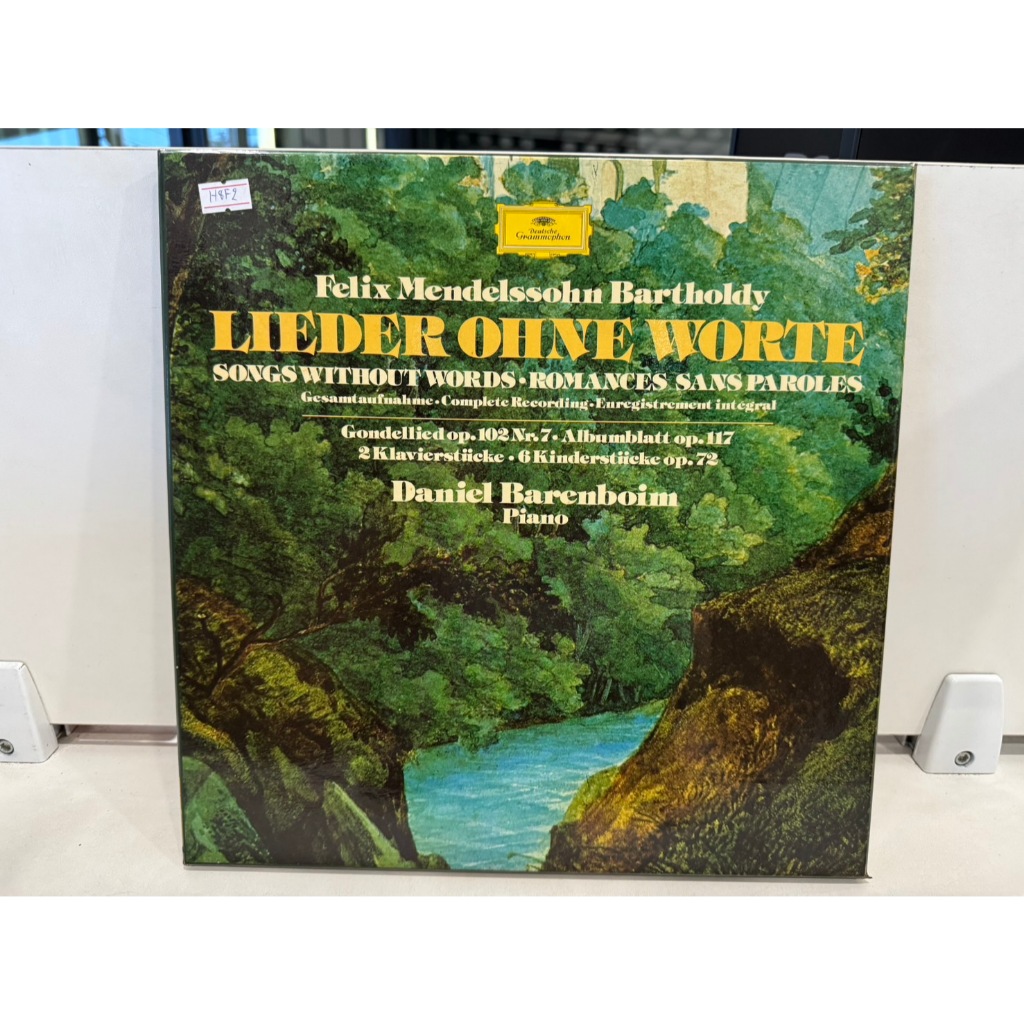 H8F2
Deutsche
Grammophon
Felix Mendelssohn Bartholdy
LIEDER OHNE WORTE
SONGS WITHOUT WORDS • ROMANCES SANS PAROLES
Gesamtaufnahme • Complete Recording • Enregistrement intégral
Gondellied op. 102 Nr. 7 • Albumblatt op. 117
2 Klavierstücke • 6 Kinderstücke op. 72
Daniel Barenboim
Piano